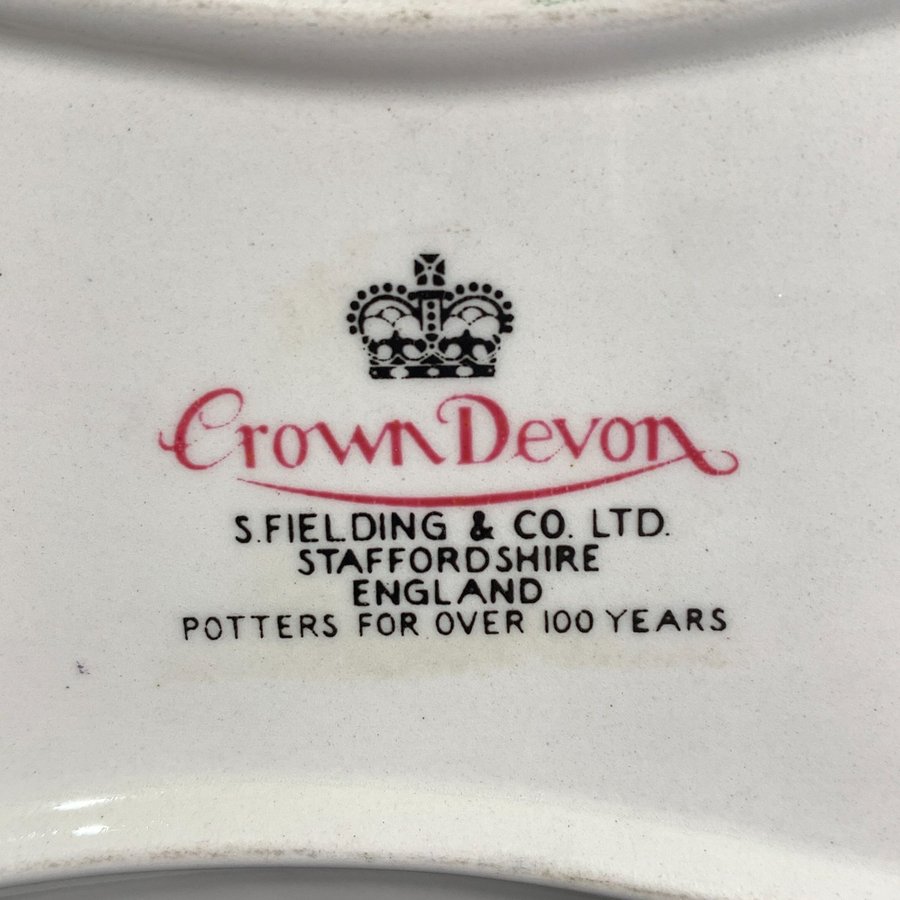 Crown Devon
S. FIELDING & CO. LTD.
STAFFORDSHIRE
ENGLAND
POTTERS FOR OVER 100 YEARS